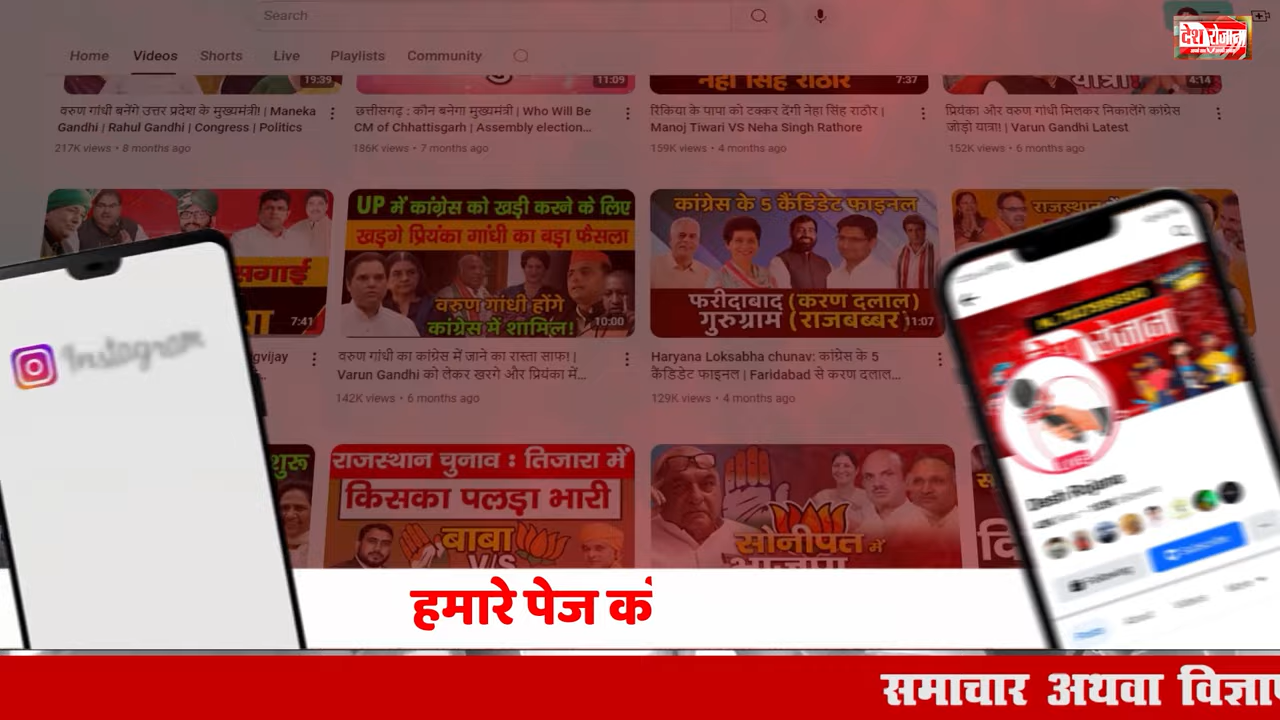 Search
देश रोजाना
Home Videos Shorts Live Playlists Community
19:39
11:09
नेहा सिंह राठौर
7:37
यात्रा
4:14
वरुण गांधी बनेंगे उत्तर प्रदेश के मुख्यमंत्री! | Maneka
Gandhi | Rahul Gandhi | Congress | Politics
217K views • 8 months ago
छत्तीसगढ़ : कौन बनेगा मुख्यमंत्री | Who Will Be
CM of Chhattisgarh | Assembly election...
186K views • 7 months ago
रिंकिया के पापा को टक्कर देंगी नेहा सिंह राठौर |
Manoj Tiwari VS Neha Singh Rathore
159K views • 4 months ago
प्रियंका और वरुण गांधी मिलकर निकालेंगे कांग्रेस
जोड़ो यात्रा! | Varun Gandhi Latest
152K views • 6 months ago
सगाई
7:41
UP में कांग्रेस को खड़ी करने के लिए
खड़गे प्रियंका गांधी का बड़ा फैसला
वरुण गांधी होंगे
कांग्रेस में शामिल!
10:00
कांग्रेस के 5 कैंडिडेट फाइनल
फरीदाबाद (करण दलाल)
गुरुग्राम (राजबब्बर
11:07
राजस्थान में
gvijay
वरुण गांधी का कांग्रेस में जाने का रास्ता साफ! |
Varun Gandhi को लेकर खरगे और प्रियंका में...
142K views • 6 months ago
Haryana Loksabha chunav: कांग्रेस के 5
कैंडिडेट फाइनल | Faridabad से करण दलाल...
129K views • 4 months ago
Instagram
रोजाना
शुरू
राजस्थान चुनाव : तिजारा में
किसका पलड़ा भारी
बाबा
V/S
सोनीपत में
हमारे पेज को
समाचार अथवा विज्ञाप